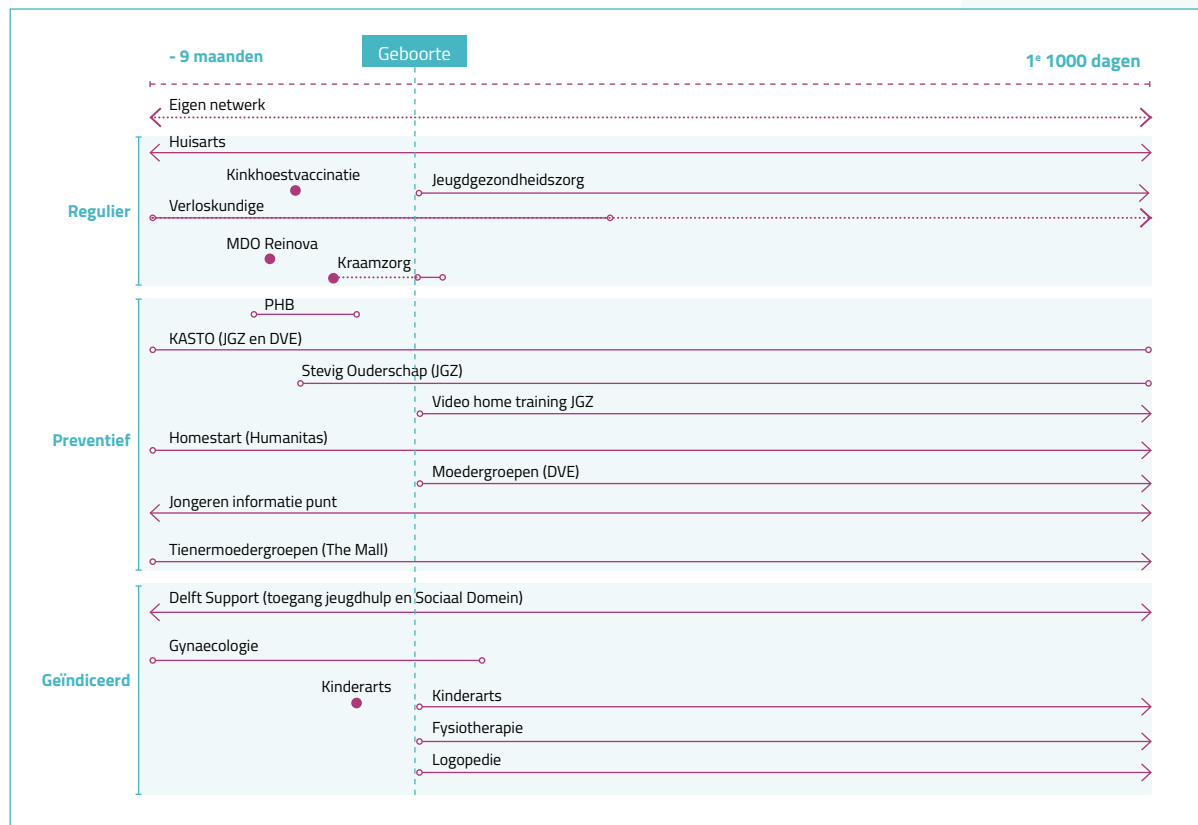 - 9 maanden
Geboorte
1e 1000 dagen
Eigen netwerk
Regulier
Huisarts
Kinkhoestvaccinatie
Jeugdgezondheidszorg
Verloskundige
MDO Reinova
Kraamzorg
Preventief
PHB
KASTO (JGZ en DVE)
Stevig Ouderschap (JGZ)
Video home training JGZ
Homestart (Humanitas)
Moedergroepen (DVE)
Jongeren informatie punt
Tienermoedergroepen (The Mall)
Geïndiceerd
Delft Support (toegang jeugdhulp en Sociaal Domein)
Gynaecologie
Kinderarts
Kinderarts
Fysiotherapie
Logopedie